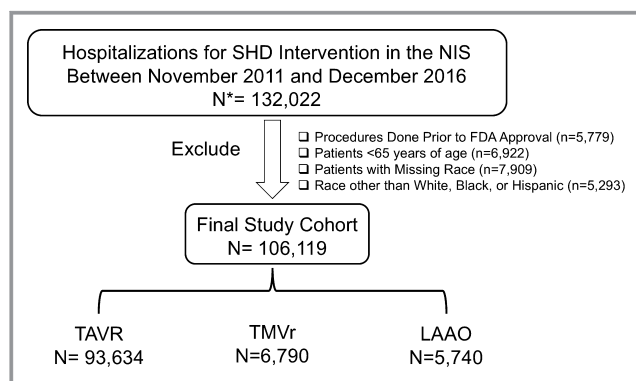 Hospitalizations for SHD Intervention in the NIS
Between November 2011 and December 2016
N*= 132,022
Exclude
❑ Procedures Done Prior to FDA Approval (n=5,779)
❑ Patients <65 years of age (n=6,922)
❑ Patients with Missing Race (n=7,909)
❑ Race other than White, Black, or Hispanic (n=5,293)
Final Study Cohort
N= 106,119
TAVR
N= 93,634
TMVr
N=6,790
LAAO
N=5,740